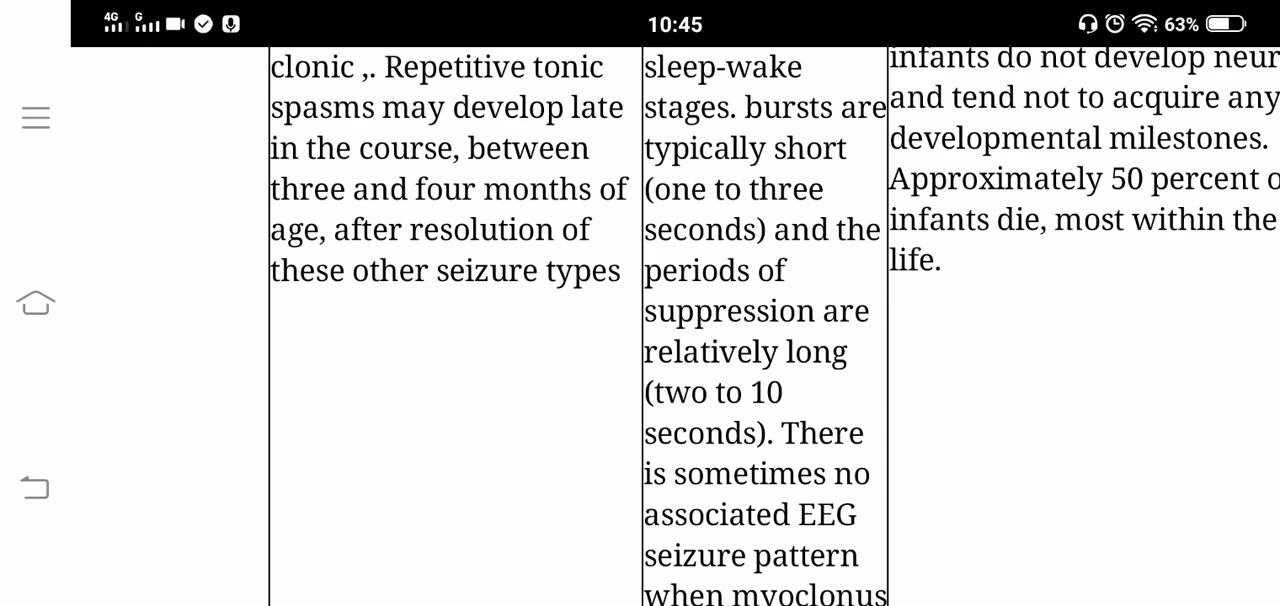 4G G 10:45 63%
clonic ,. Repetitive tonic
spasms may develop late
in the course, between
three and four months of
age, after resolution of
these other seizure types
sleep-wake
stages. bursts are
typically short
(one to three
seconds) and the
periods of
suppression are
relatively long
(two to 10
seconds). There
is sometimes no
associated EEG
seizure pattern
when myoclonus
infants do not develop neur
and tend not to acquire any
developmental milestones.
Approximately 50 percent o
infants die, most within the
life.